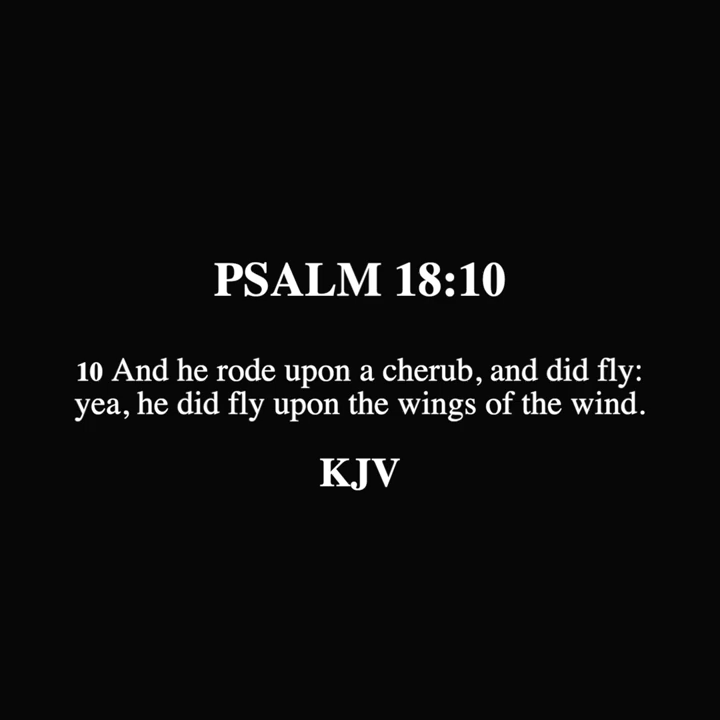 PSALM 18:10
10 And he rode upon a cherub, and did fly:
yea, he did fly upon the wings of the wind.
KJV